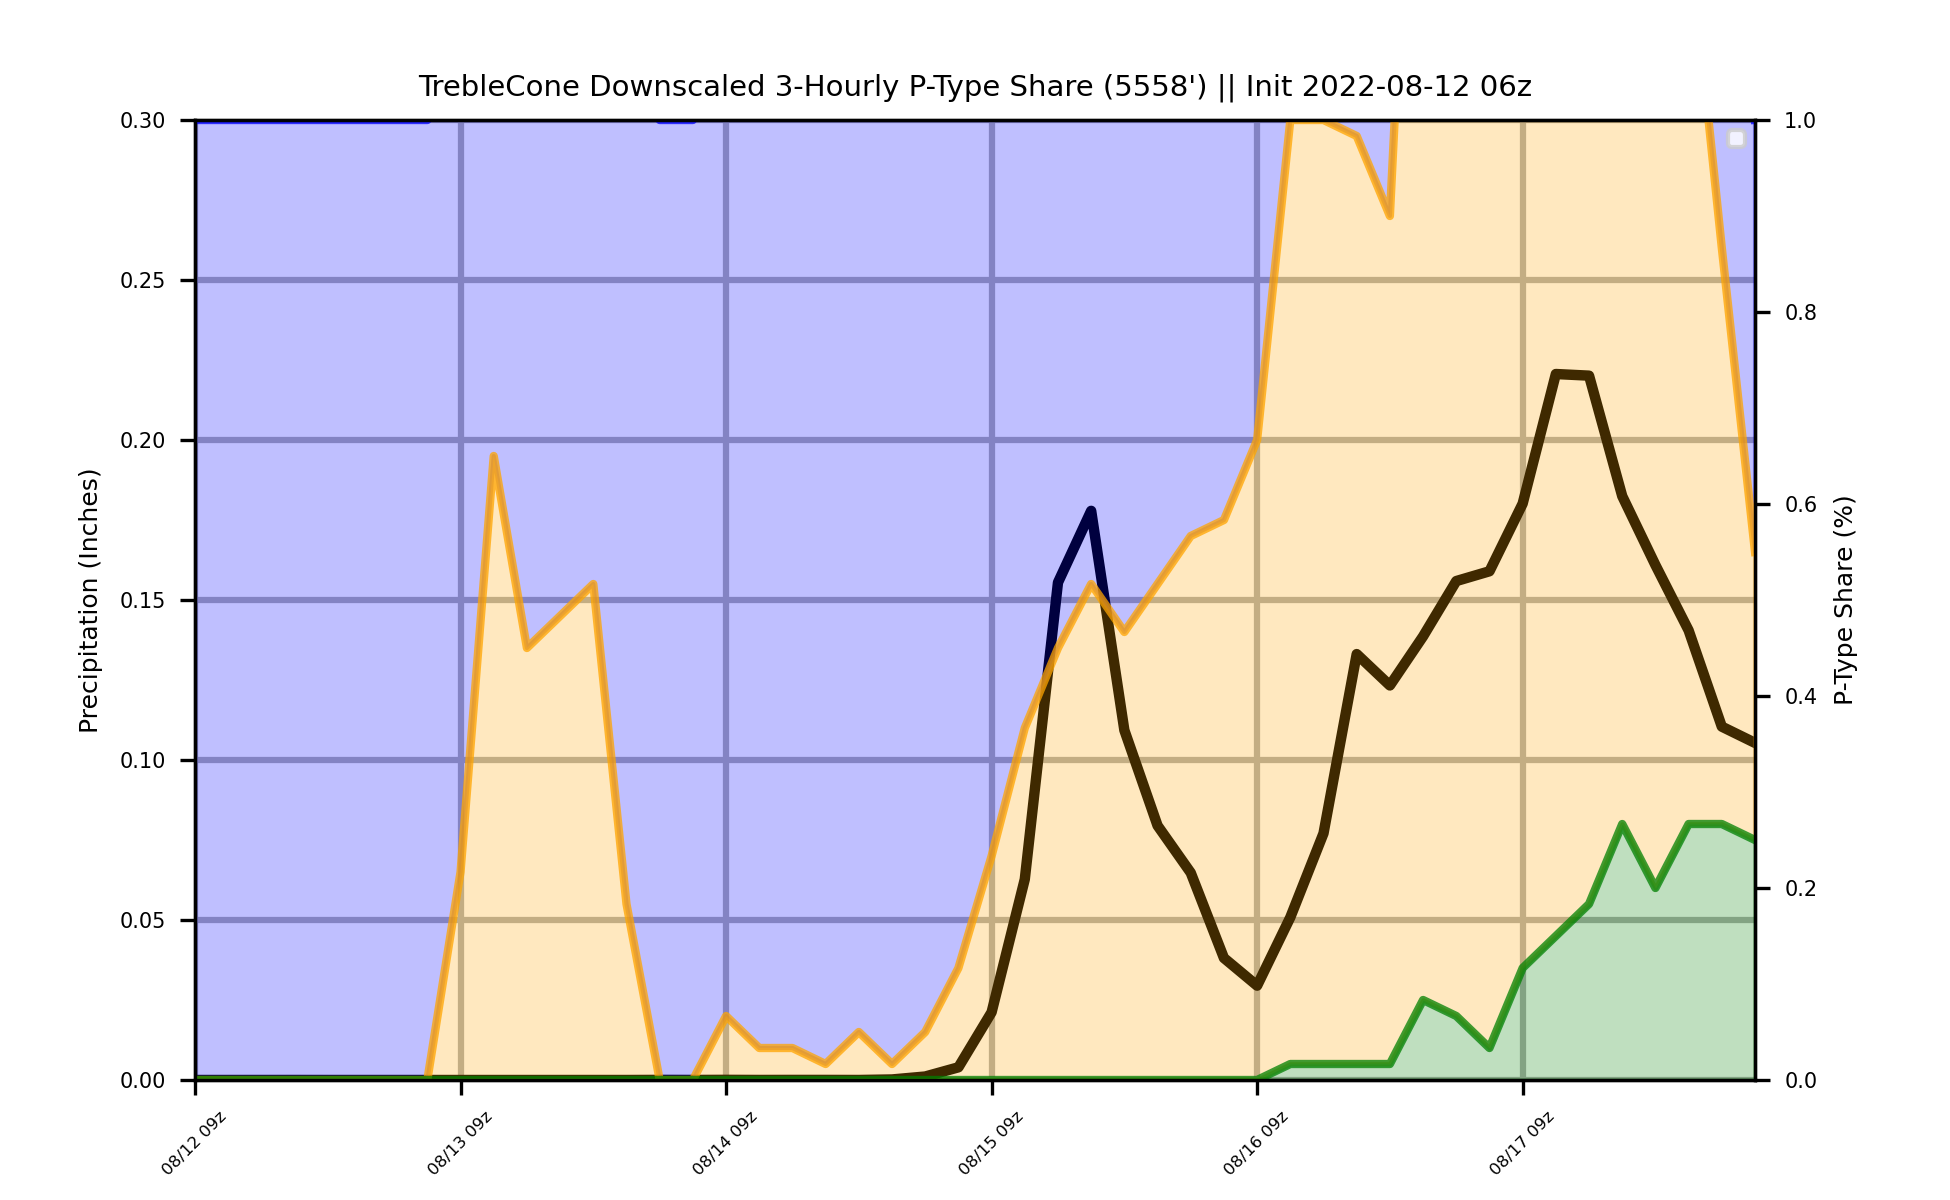 TrebleCone Downscaled 3-Hourly P-Type Share (5558') || Init 2022-08-12 06z
0.30
0.25
0.20
0.15
0.10
0.05
0.00
Precipitation (Inches)
1.0
0.8
0.6
0.4
0.2
0.0
P-Type Share (%)
08/12 09z
08/13 09z
08/14 09z
08/15 09z
08/16 09z
08/17 09z